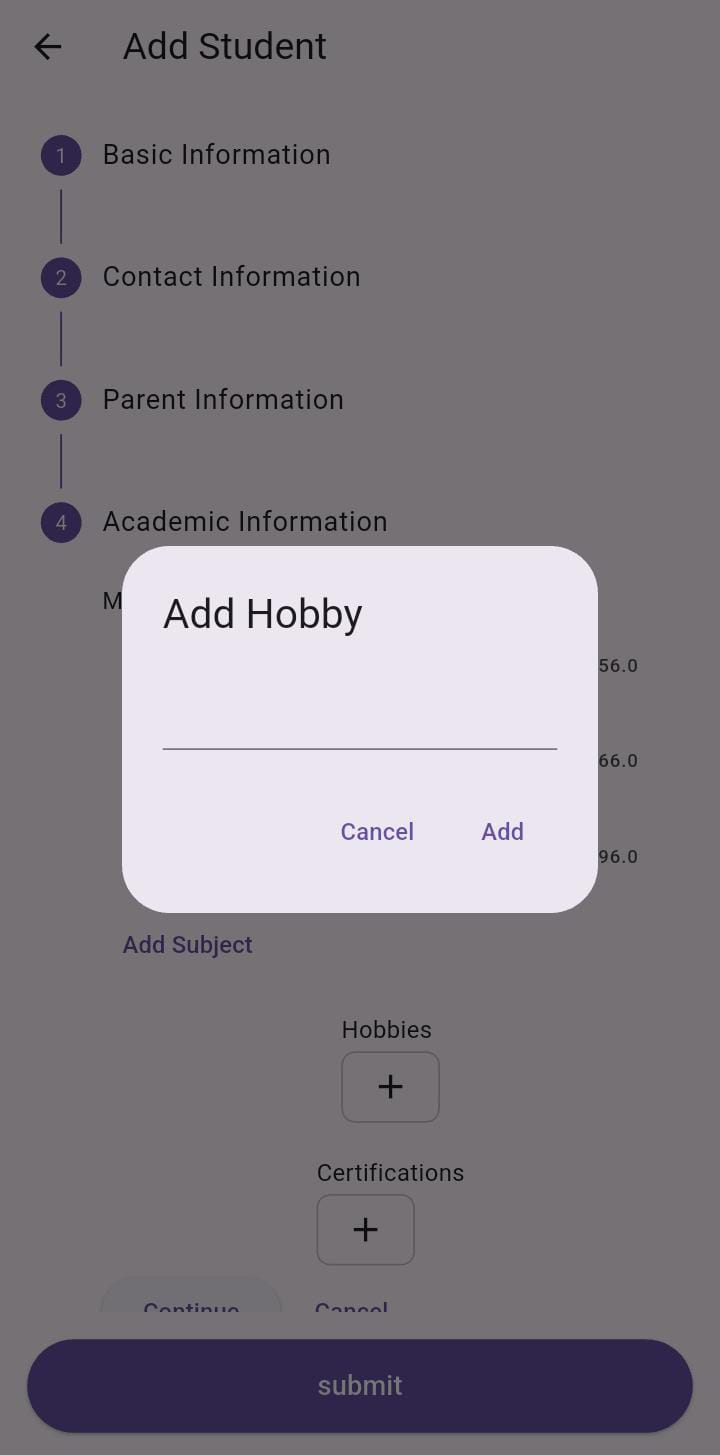 Add Student
1 Basic Information
2 Contact Information
3 Parent Information
4 Academic Information
Add Hobby
56.0
66.0
Cancel Add
96.0
Add Subject
Hobbies
+
Certifications
+
Continue Cancel
submit